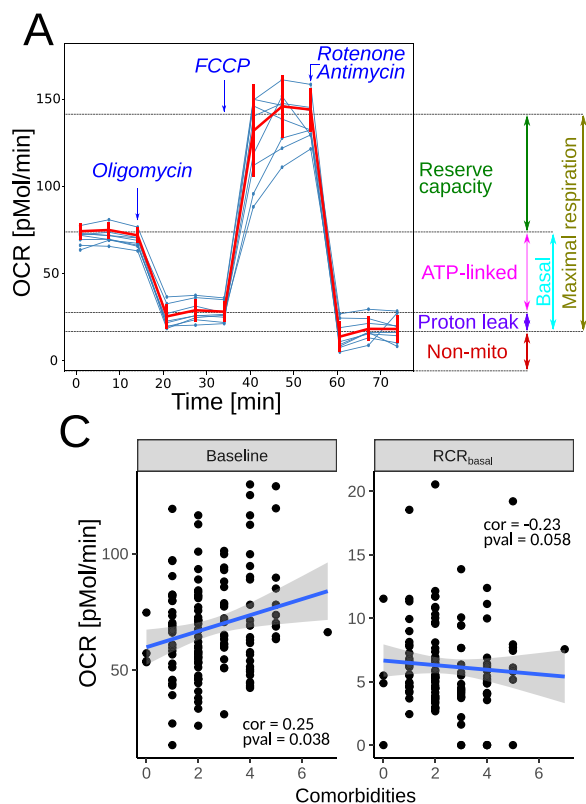 A
FCCP
Rotenone
Antimycin
Oligomycin
OCR [pMol/min]
150
100
50
0
0 10 20 30 40 50 60 70
Time [min]
Reserve
capacity
ATP-linked
Proton leak
Non-mito
Basal
Maximal respiration
C
Baseline
RCRbasal
OCR [pMol/min]
100
50
cor = 0.25
pval = 0.038
0 2 4 6
20
15
10
5
0
cor = -0.23
pval = 0.058
0 2 4 6
Comorbidities